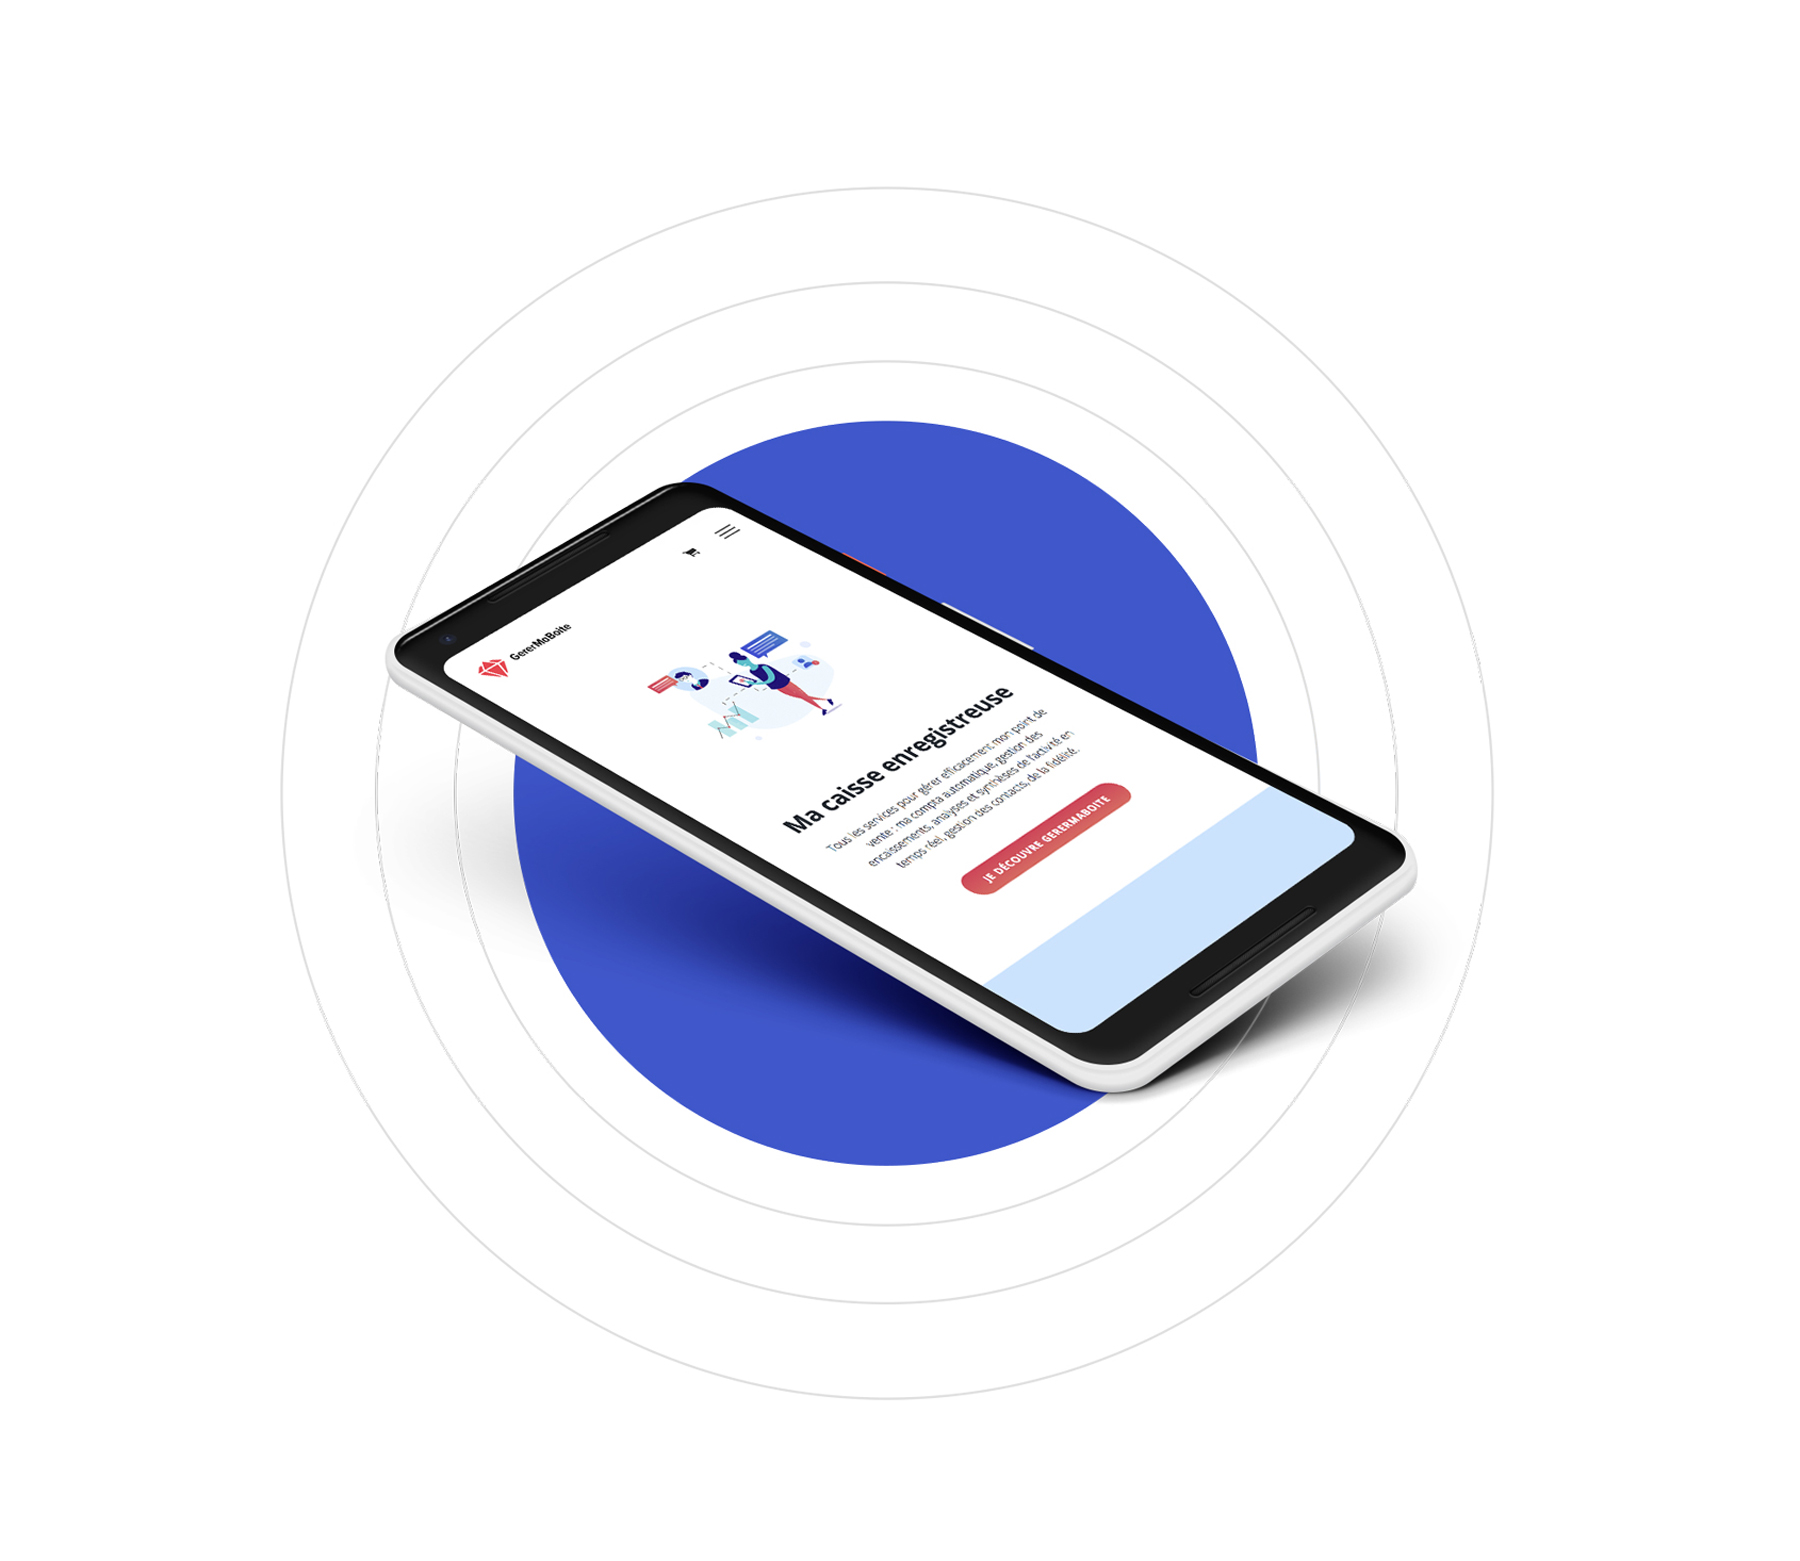 GererMaBoite
Ma caisse enregistreuse
Tous les services pour gérer efficacement mon point de
vente : ma compta automatique, gestion des
encaissements, analyses et synthèses de l'activité en
temps réel, gestion des contacts, de la fidélité.
JE DÉCOUVRE GERERMABOITE